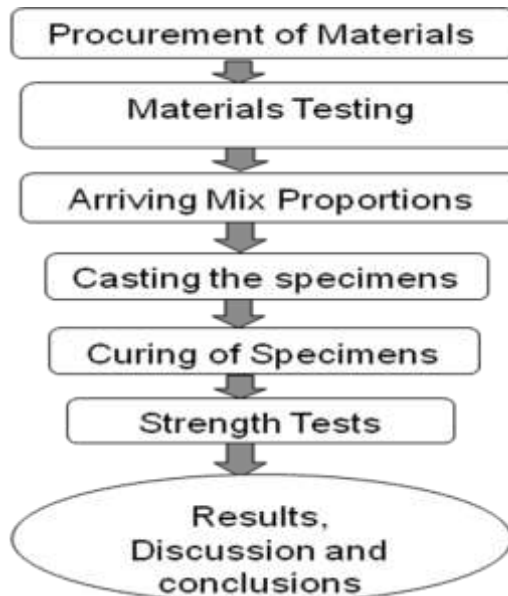 Procurement of Materials
Materials Testing
Arriving Mix Proportions
Casting the specimens
Curing of Specimens
Strength Tests
Results,
Discussion and
conclusions